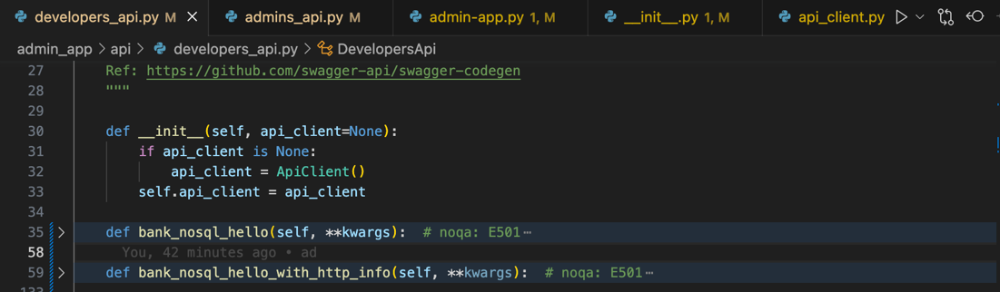 developers_api.py M admins_api.py M admin-app.py 1, M __init__.py 1, M api_client.py
admin_app > api > developers_api.py > DevelopersApi
27 Ref: https://github.com/swagger-api/swagger-codegen
28 """
29
30 def __init__(self, api_client=None):
31 if api_client is None:
32 api_client = ApiClient()
33 self.api_client = api_client
34
35 def bank_nosql_hello(self, **kwargs): # noqa: E501⋯
58 You, 42 minutes ago • ad
59 def bank_nosql_hello_with_http_info(self, **kwargs): # noqa: E501⋯
133